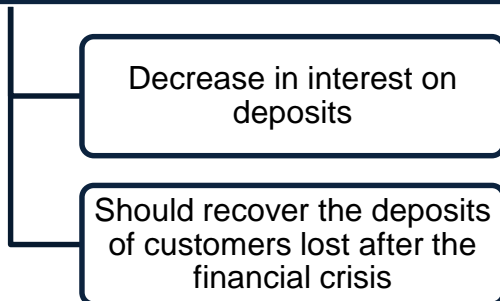 Decrease in interest on
deposits
Should recover the deposits
of customers lost after the
financial crisis